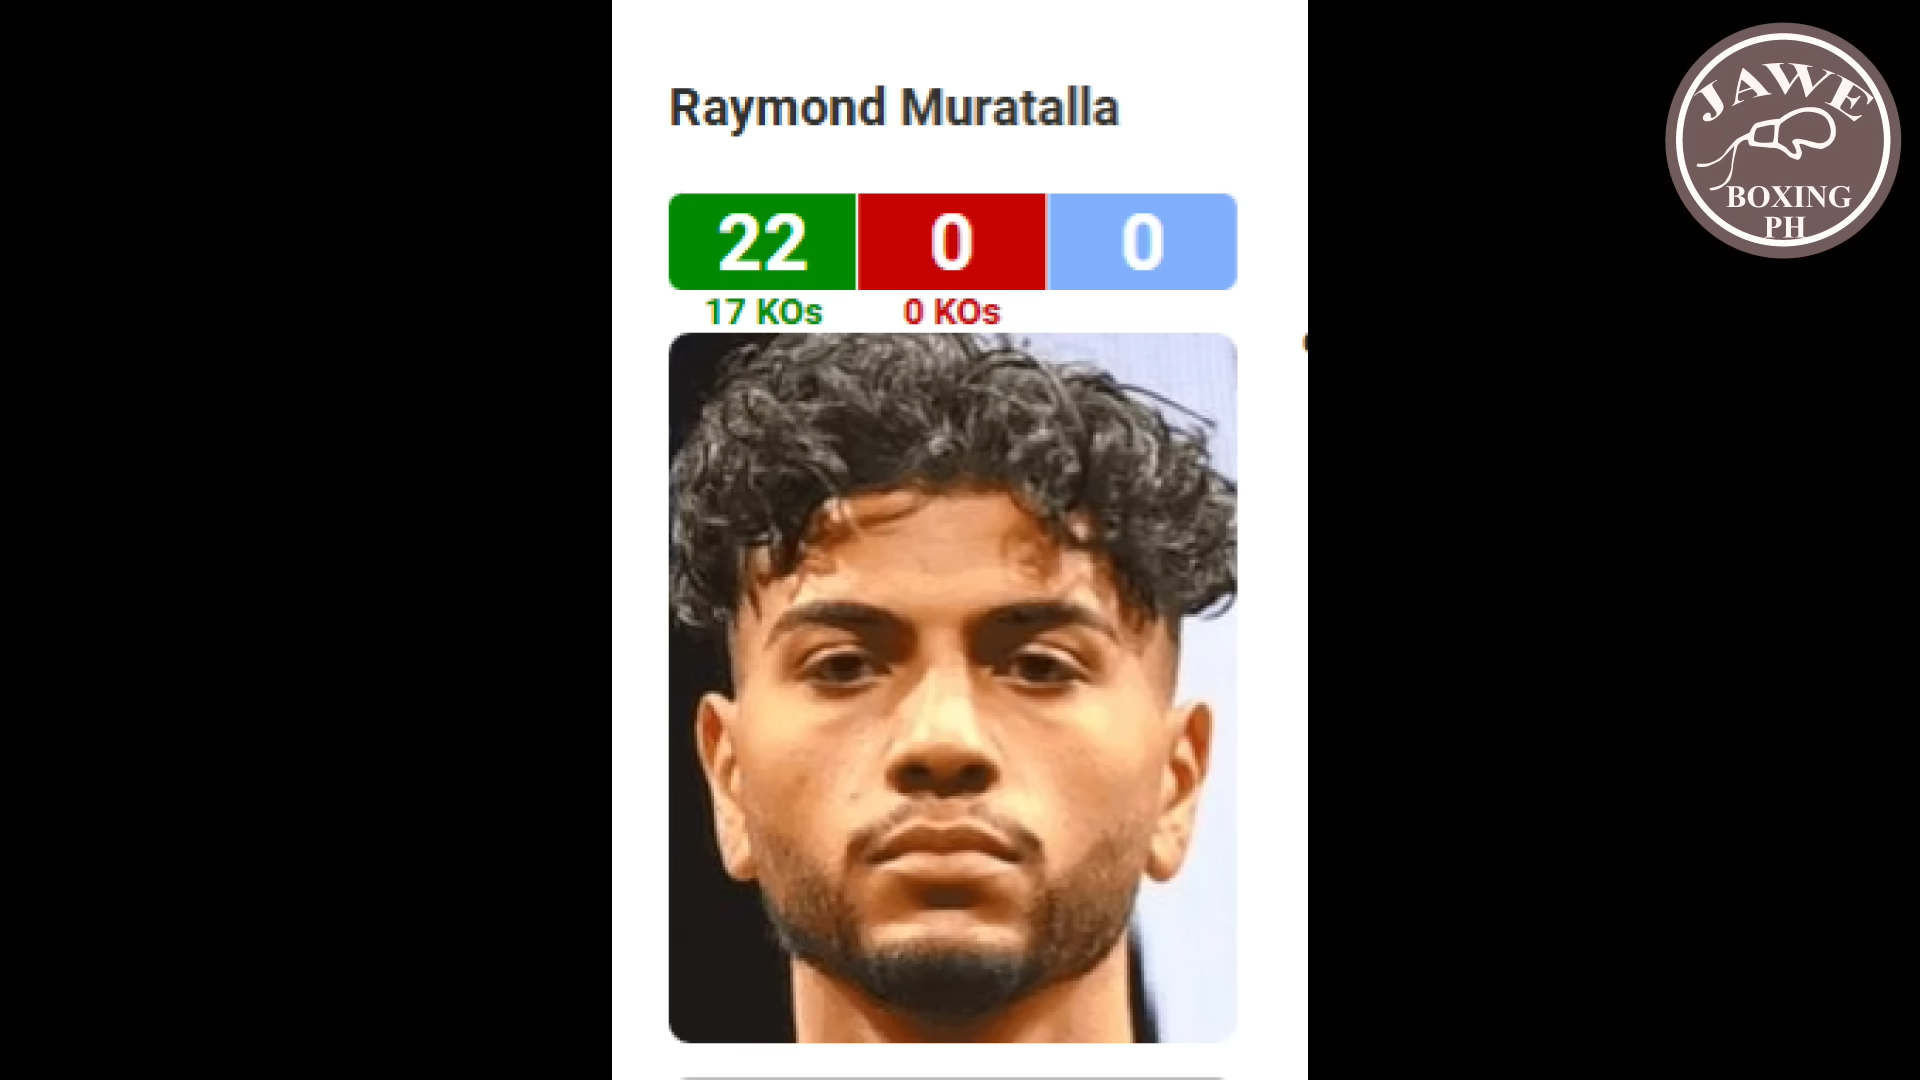 Raymond Muratalla
22 0 0
17 KOs 0 KOs
JAWE
BOXING
PH